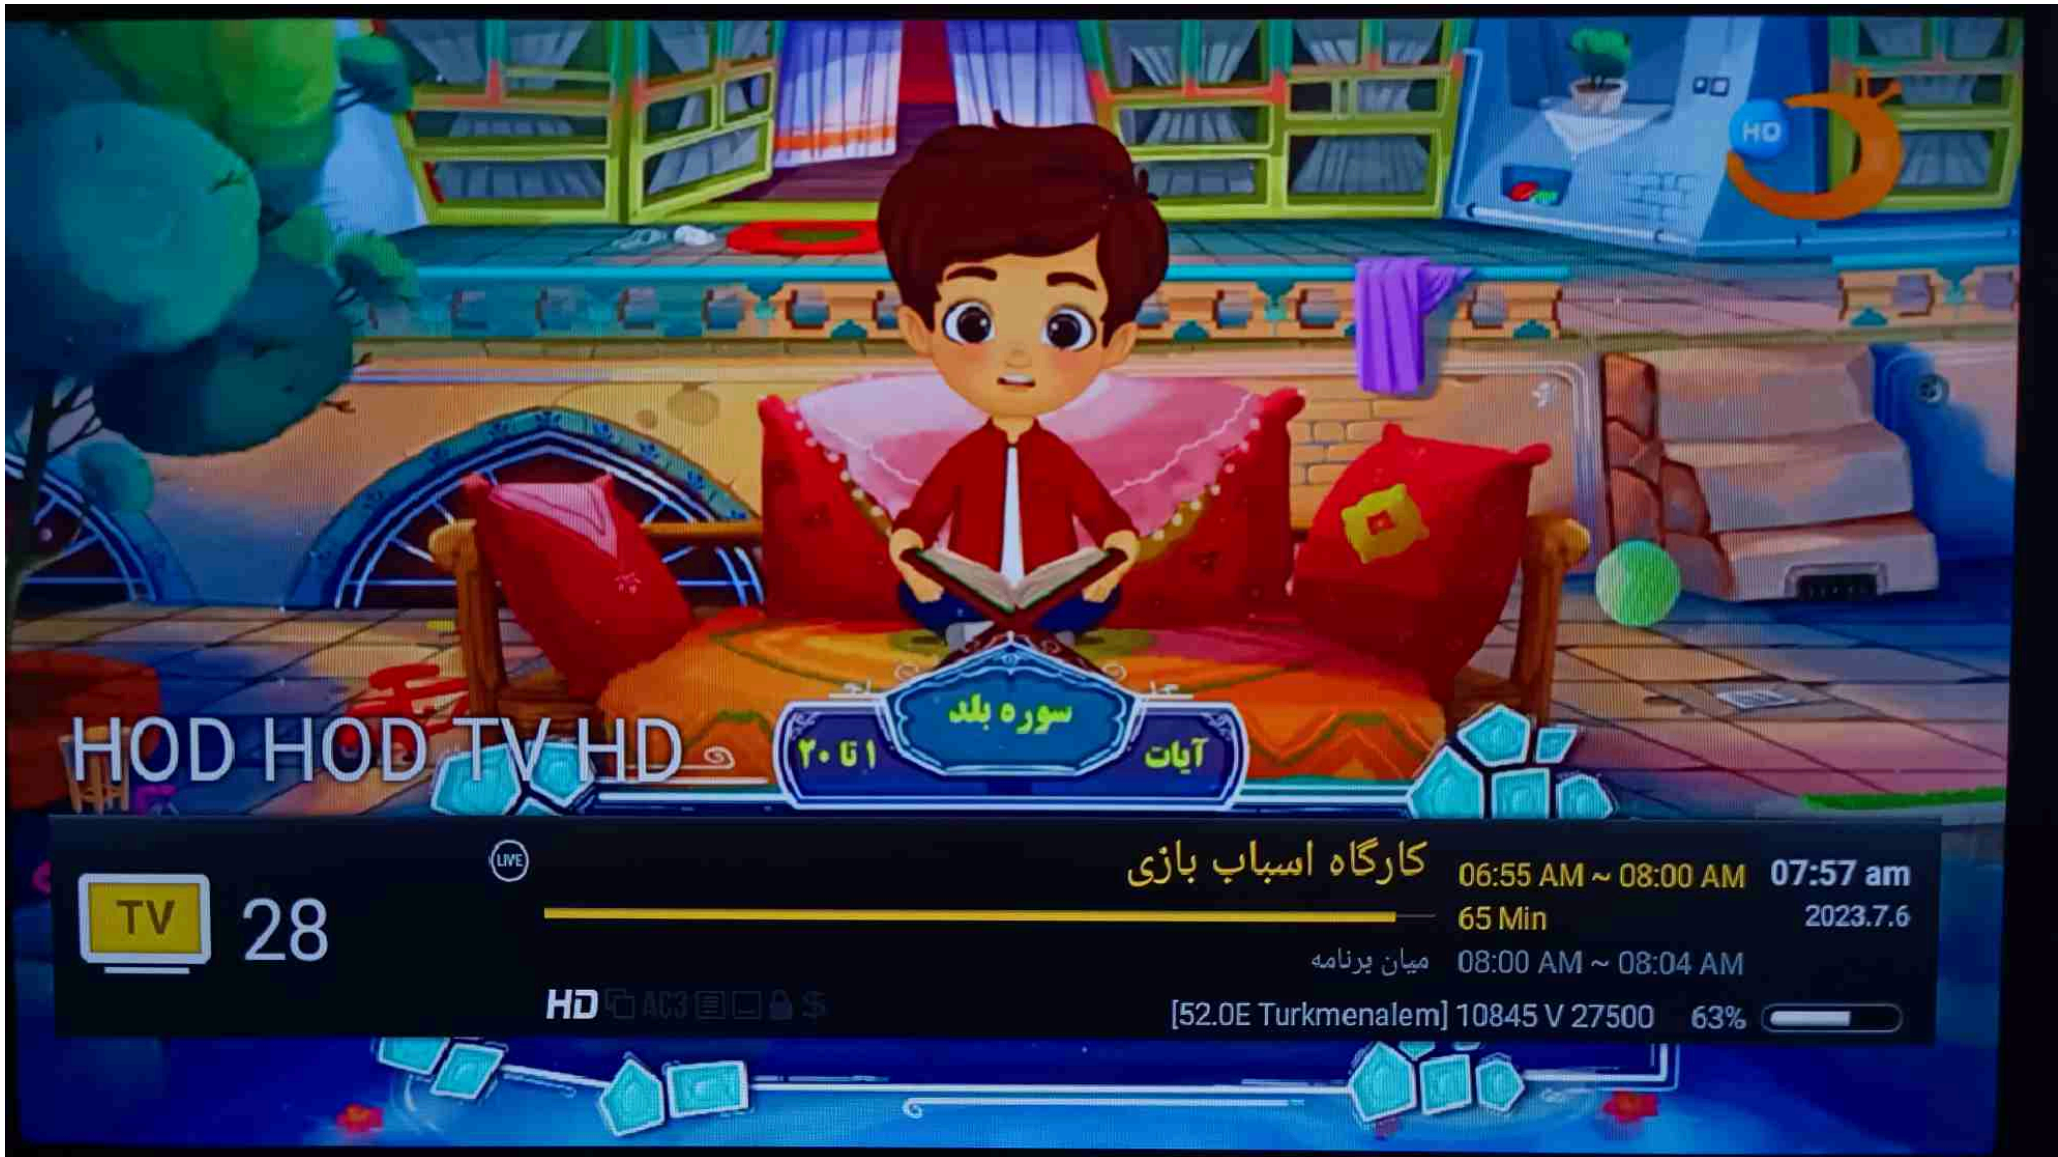 HD
سوره بلد
آیات
۱ تا ۲۰
HOD HOD TV HD
LIVE
کارگاه اسباب بازی
06:55 AM ~ 08:00 AM
07:57 am
TV
28
65 Min
2023.7.6
میان برنامه
08:00 AM ~ 08:04 AM
HD
AC3
$
[52.0E Turkmenalem] 10845 V 27500
63%